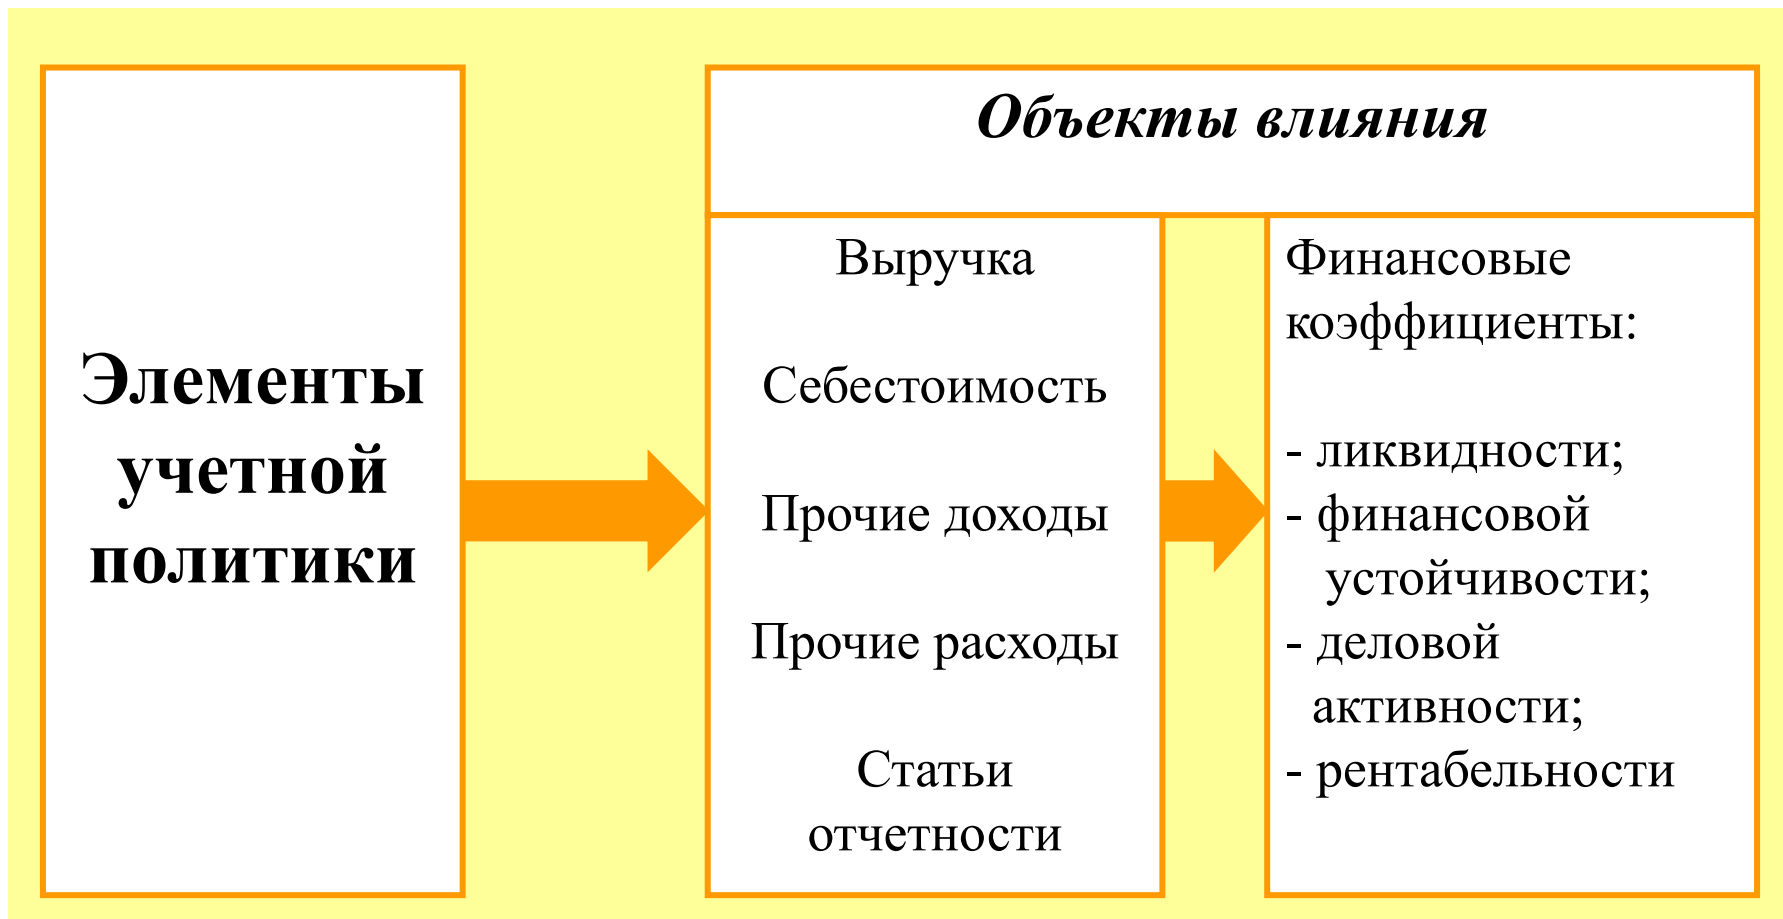 Элементы
учетной
политики
Объекты влияния
Выручка
Себестоимость
Прочие доходы
Прочие расходы
Статьи
отчетности
Финансовые
коэффициенты:
- ликвидности;
- финансовой
устойчивости;
- деловой
активности;
- рентабельности